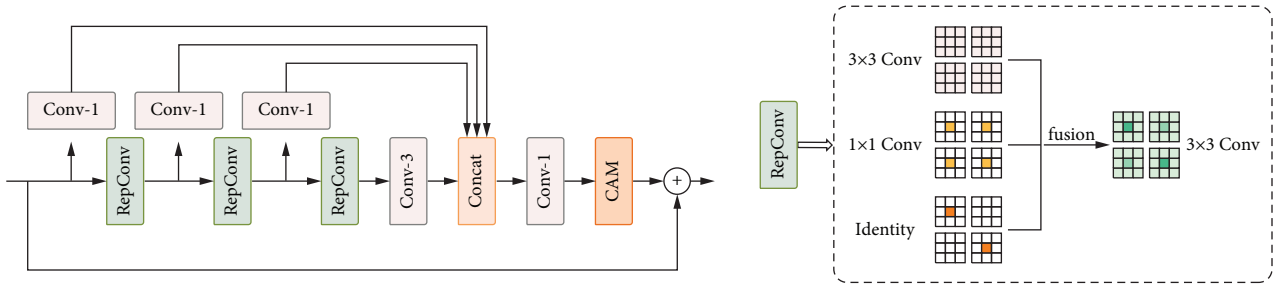 Conv-1
Conv-1
Conv-1
RepConv
RepConv
RepConv
Conv-3
Concat
Conv-1
CAM
+
RepConv
3×3 Conv
1×1 Conv
Identity
fusion
3×3 Conv